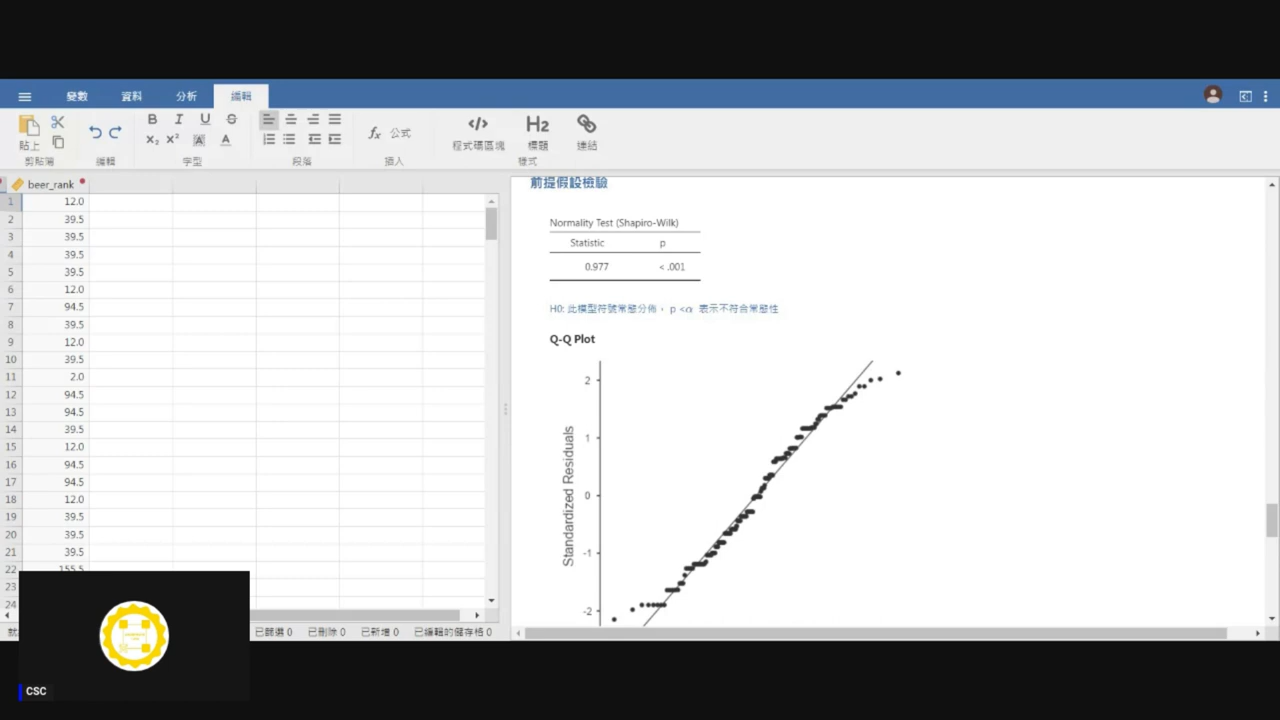 變數 資料 分析 編輯
貼上
剪貼簿 編輯
B I U S
X₂ X² A A
字型 段落
fx 公式
插入
</> H2
程式碼區塊 標題 連結
樣式
beer_rank
1 12.0
2 39.5
3 39.5
4 39.5
5 39.5
6 12.0
7 94.5
8 39.5
9 12.0
10 39.5
11 2.0
12 94.5
13 94.5
14 39.5
15 12.0
16 94.5
17 94.5
18 12.0
19 39.5
20 39.5
21 39.5
22 155.5
23
24
已篩選 0 已刪除 0 已新增 0 已編輯的儲存格 0
前提假設檢驗
Normality Test (Shapiro-Wilk)
Statistic p
0.977 < .001
H0: 此模型符號常態分佈， p <α 表示不符合常態性
Q-Q Plot
Standardized Residuals
2
1
0
-1
-2
CSC